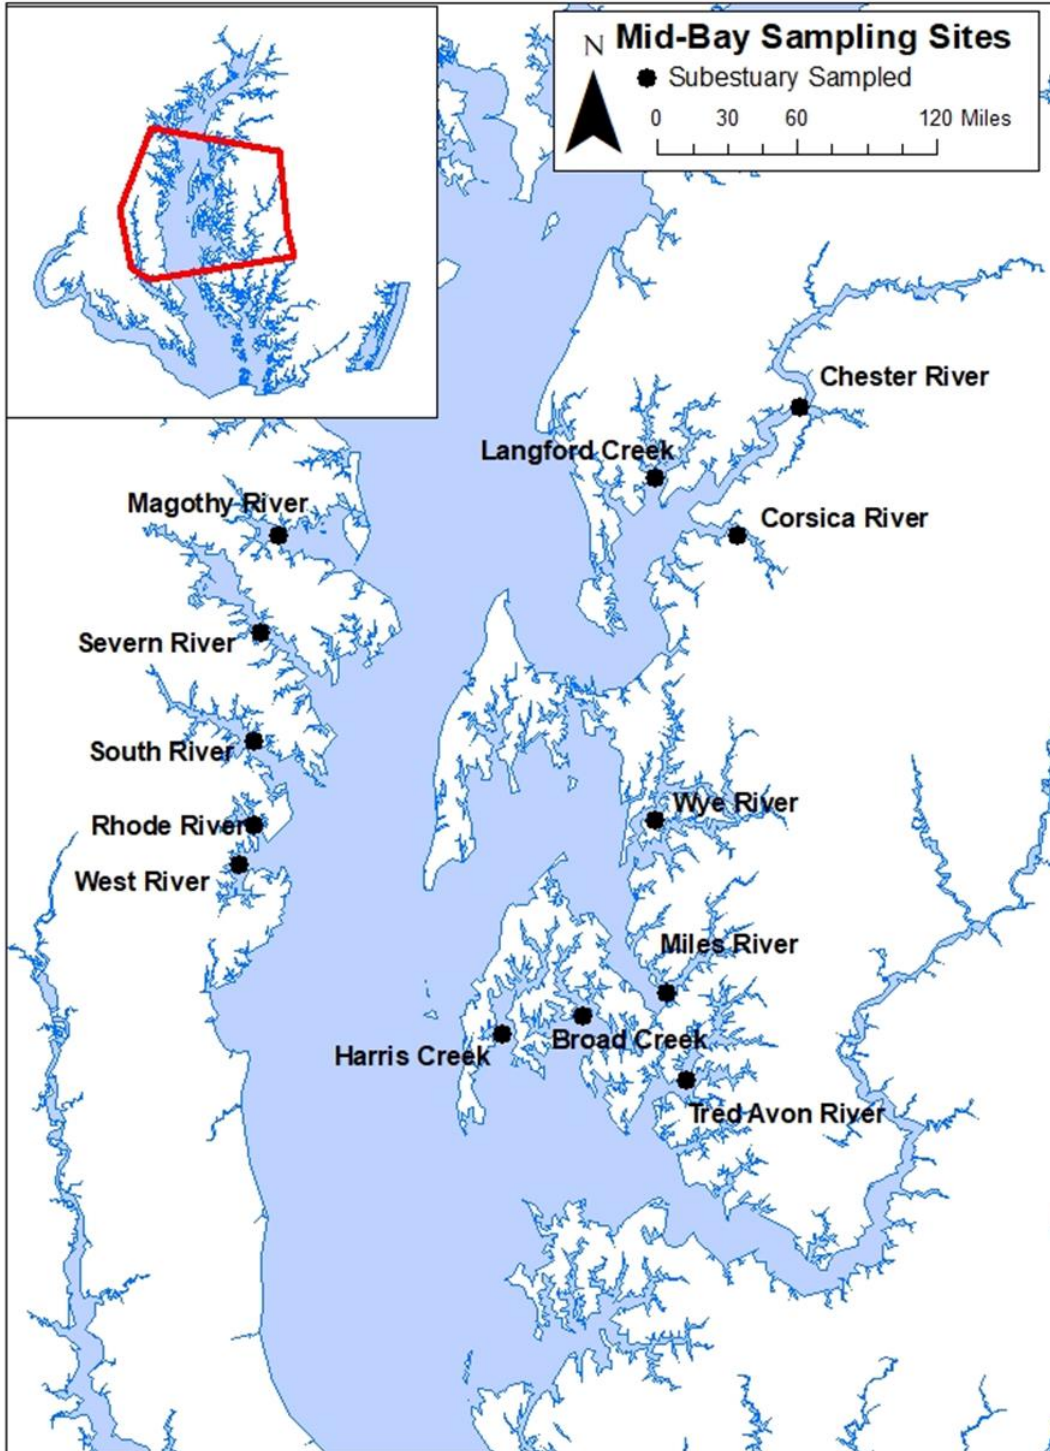 N Mid-Bay Sampling Sites
Subestuary Sampled
0 30 60 120 Miles
Chester River
Langford Creek
Magothy River
Corsica River
Severn River
South River
Wye River
Rhode River
West River
Miles River
Broad Creek
Harris Creek
Tred Avon River